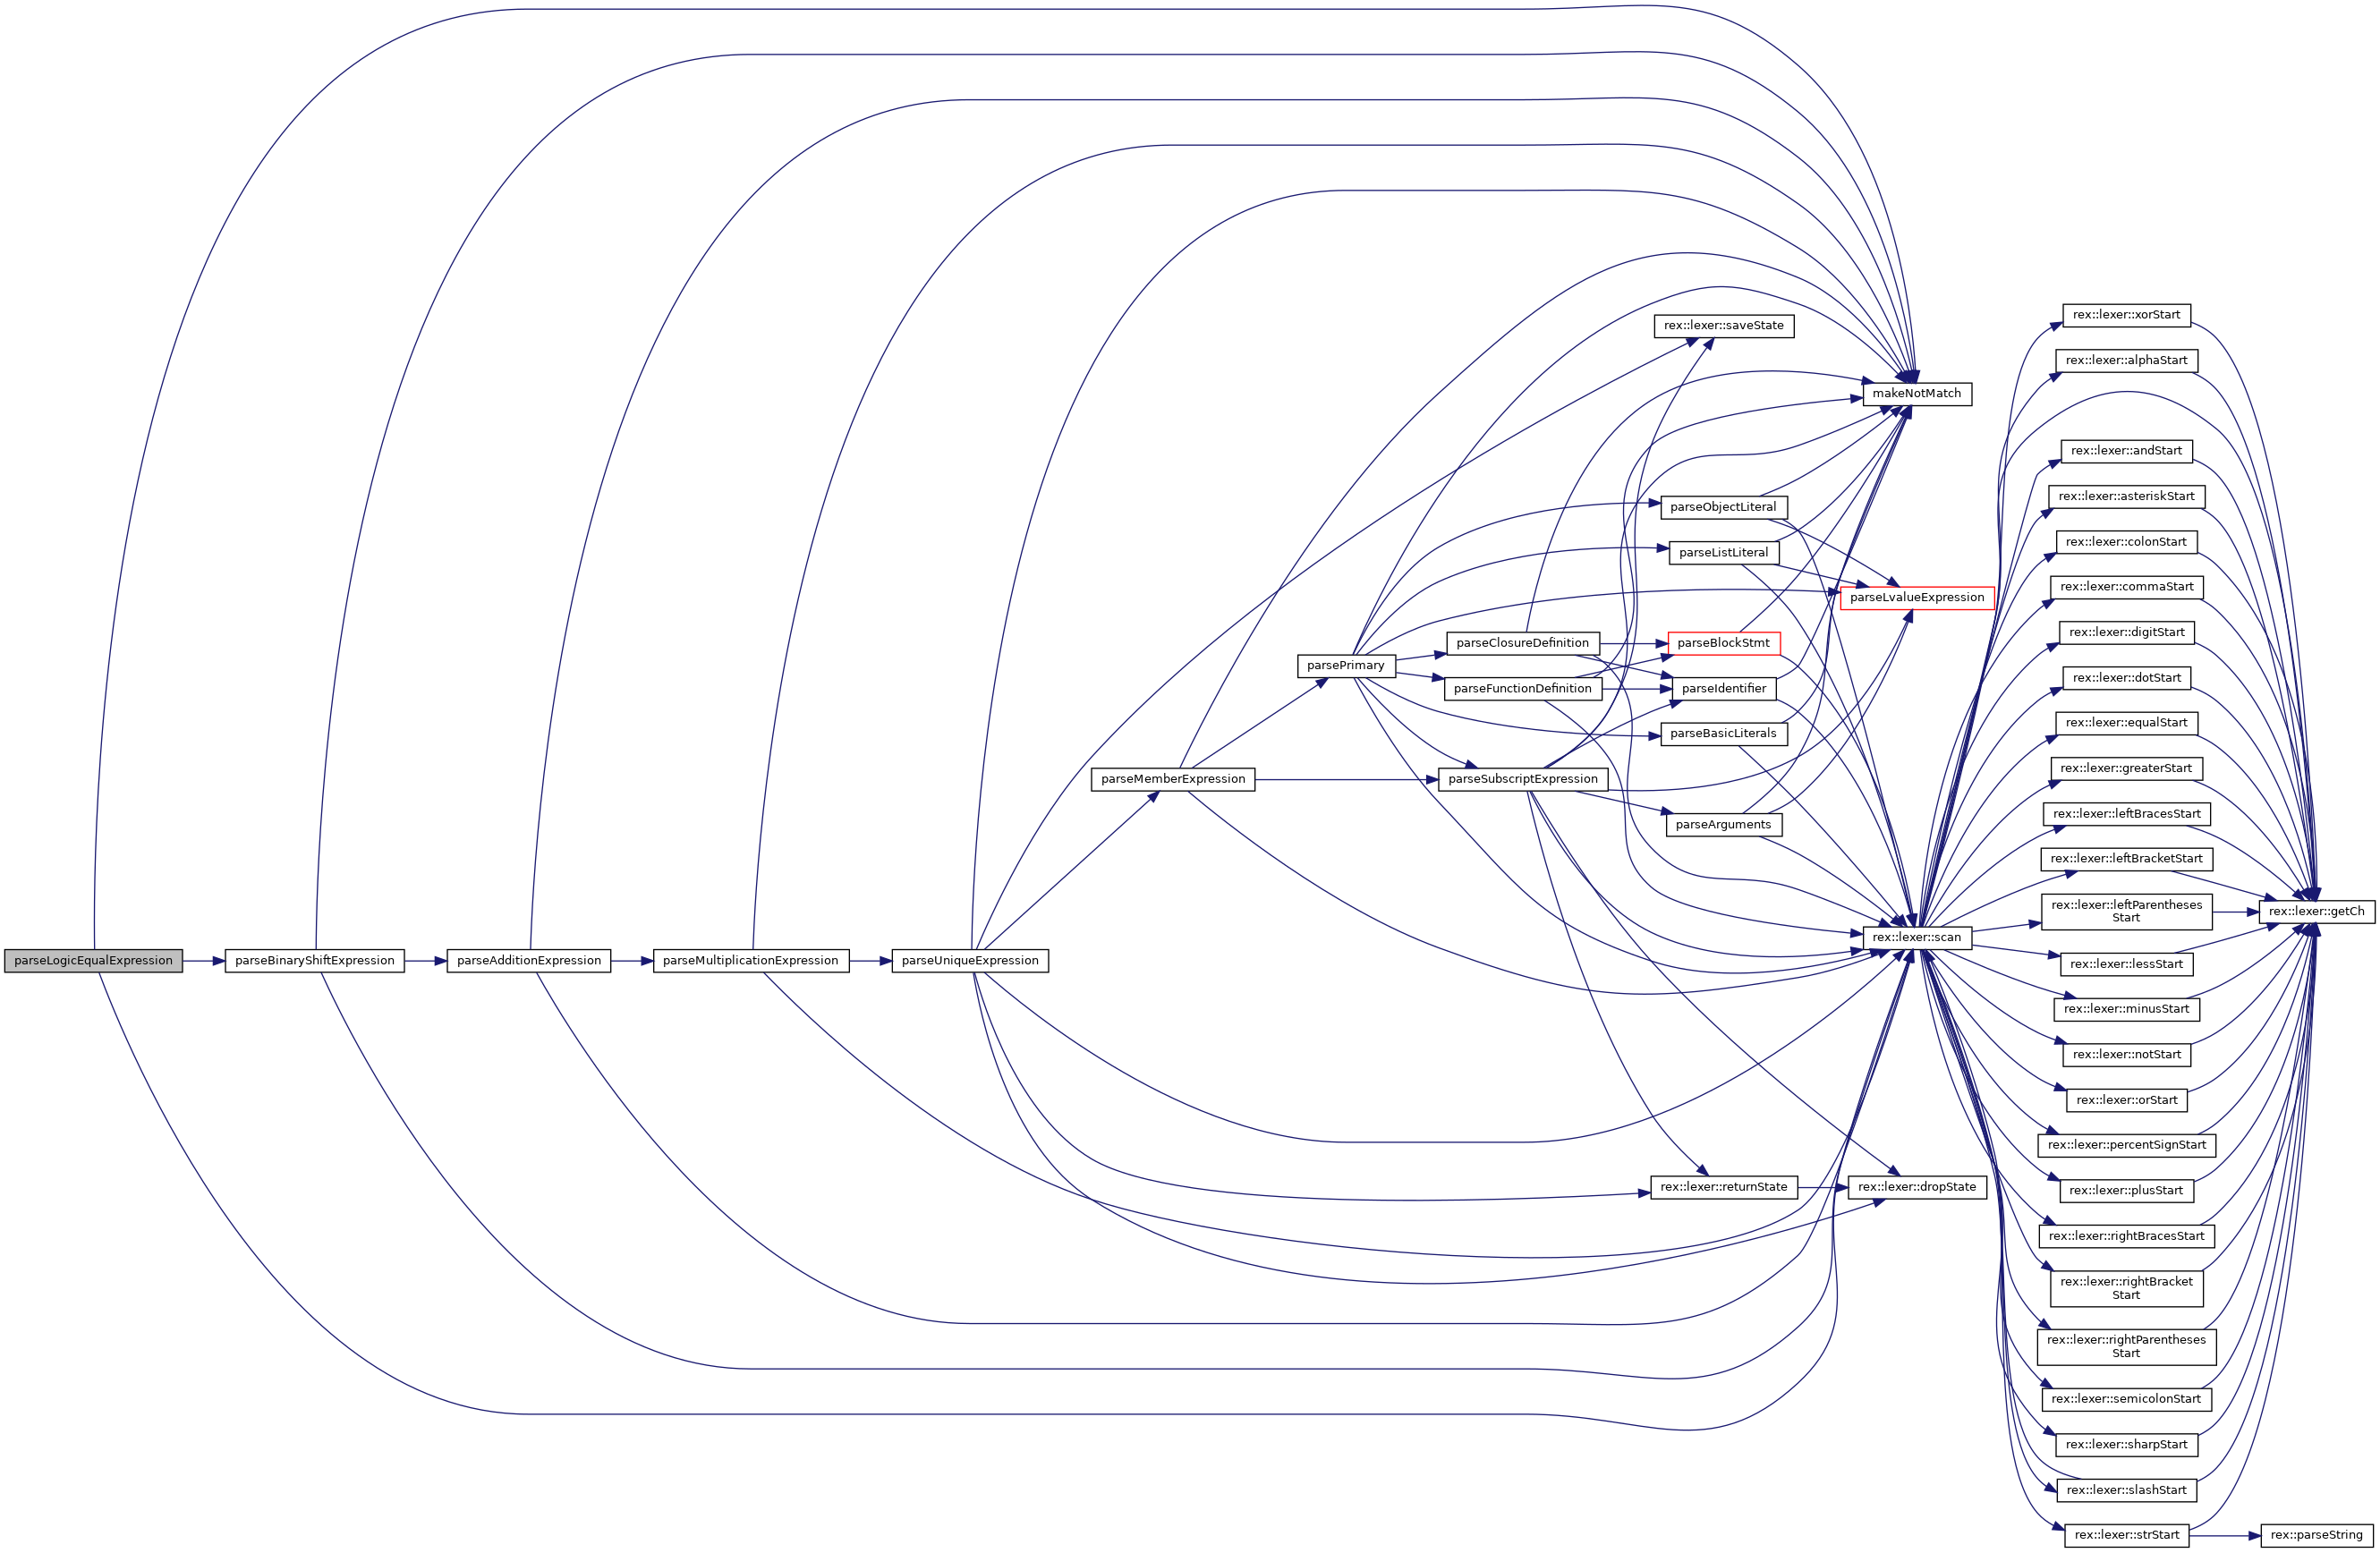 parseLogicEqualExpression
parseBinaryShiftExpression
parseAdditionExpression
parseMultiplicationExpression
parseUniqueExpression
parseMemberExpression
parsePrimary
parseClosureDefinition
parseFunctionDefinition
parseSubscriptExpression
rex::lexer::saveState
parseObjectLiteral
parseListLiteral
parseBlockStmt
parseIdentifier
parseBasicLiterals
parseArguments
rex::lexer::returnState
makeNotMatch
parseLvalueExpression
rex::lexer::scan
rex::lexer::dropState
rex::lexer::xorStart
rex::lexer::alphaStart
rex::lexer::andStart
rex::lexer::asteriskStart
rex::lexer::colonStart
rex::lexer::commaStart
rex::lexer::digitStart
rex::lexer::dotStart
rex::lexer::equalStart
rex::lexer::greaterStart
rex::lexer::leftBracesStart
rex::lexer::leftBracketStart
rex::lexer::leftParentheses
Start
rex::lexer::lessStart
rex::lexer::minusStart
rex::lexer::notStart
rex::lexer::orStart
rex::lexer::percentSignStart
rex::lexer::plusStart
rex::lexer::rightBracesStart
rex::lexer::rightBracket
Start
rex::lexer::rightParentheses
Start
rex::lexer::semicolonStart
rex::lexer::sharpStart
rex::lexer::slashStart
rex::lexer::strStart
rex::lexer::getCh
rex::parseString